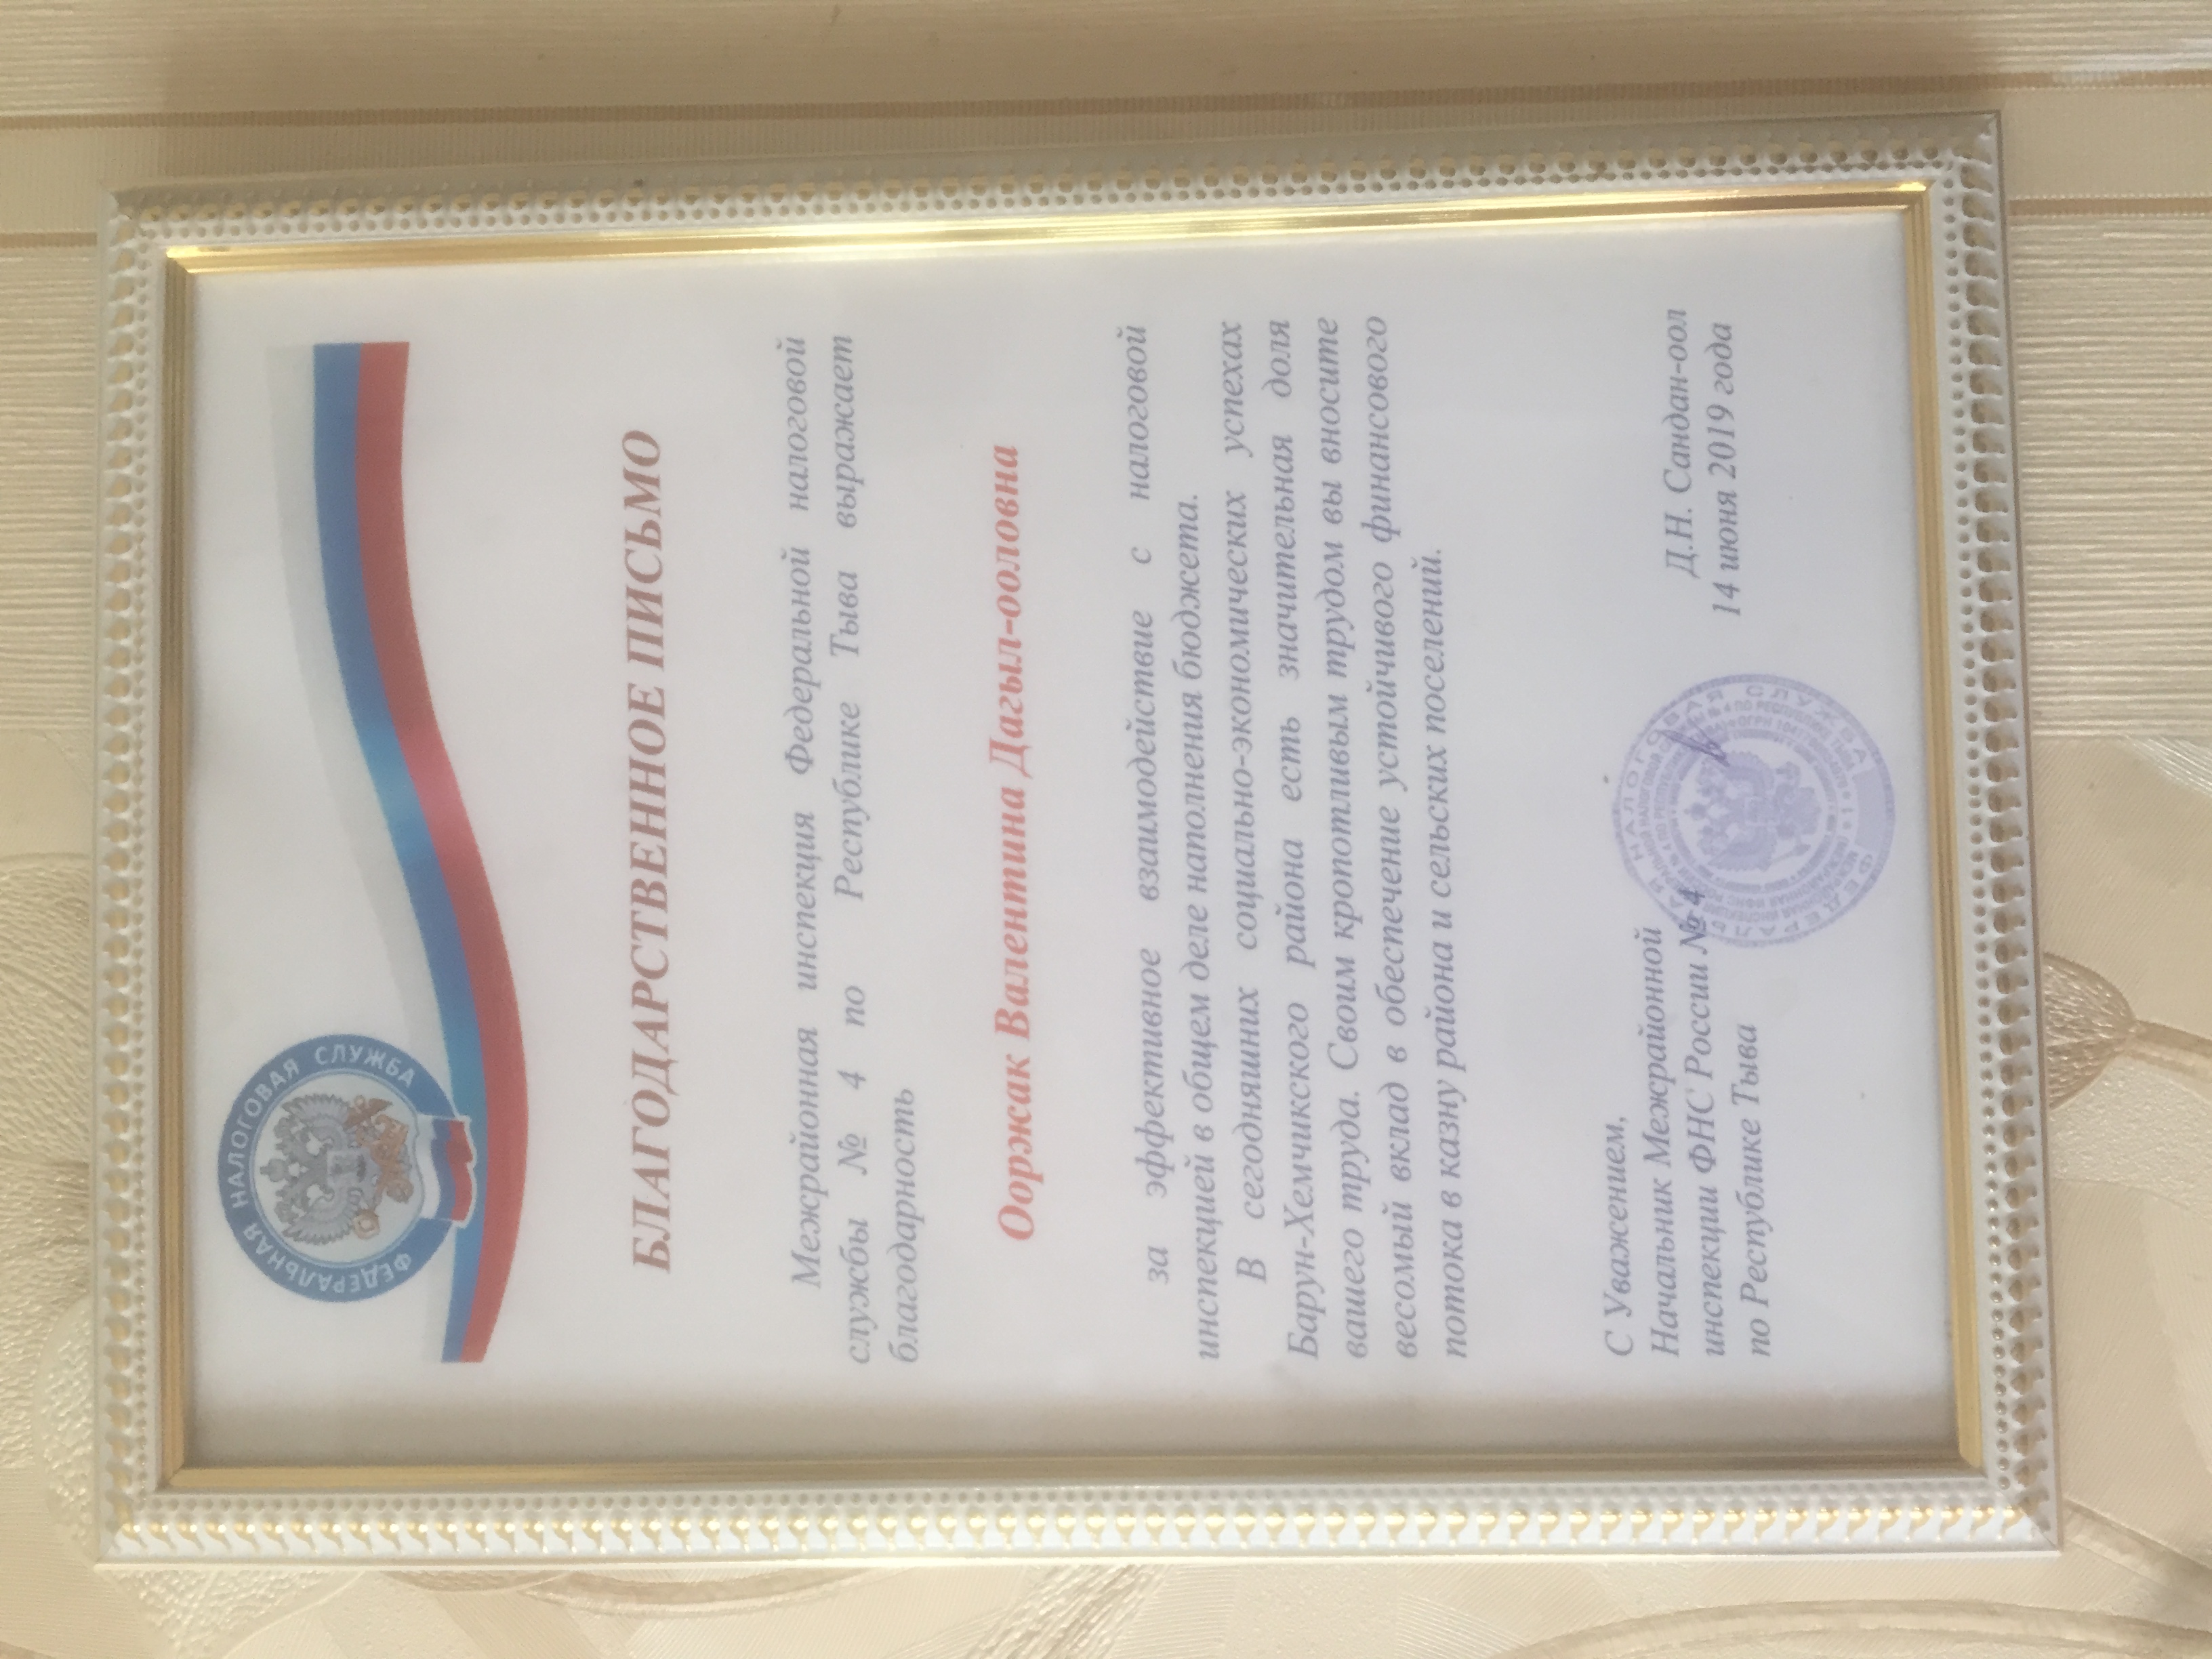 ФЕДЕРАЛЬНАЯ НАЛОГОВАЯ СЛУЖБА
БЛАГОДАРСТВЕННОЕ ПИСЬМО
Межрайонная инспекция Федеральной налоговой
службы № 4 по Республике Тыва выражает
благодарность
Ооржак Валентина Дагыл-ооловна
за эффективное взаимодействие с налоговой
инспекцией в общем деле наполнения бюджета.
В сегодняшних социально-экономических успехах
Барун-Хемчикского района есть значительная доля
вашего труда. Своим кропотливым трудом вы вносите
весомый вклад в обеспечение устойчивого финансового
потока в казну района и сельских поселений.
С Уважением,
Начальник Межрайонной
инспекции ФНС России № 4 Д.Н. Сандан-оол
по Республике Тыва 14 июня 2019 года
ФЕДЕРАЛЬНАЯ НАЛОГОВАЯ СЛУЖБА